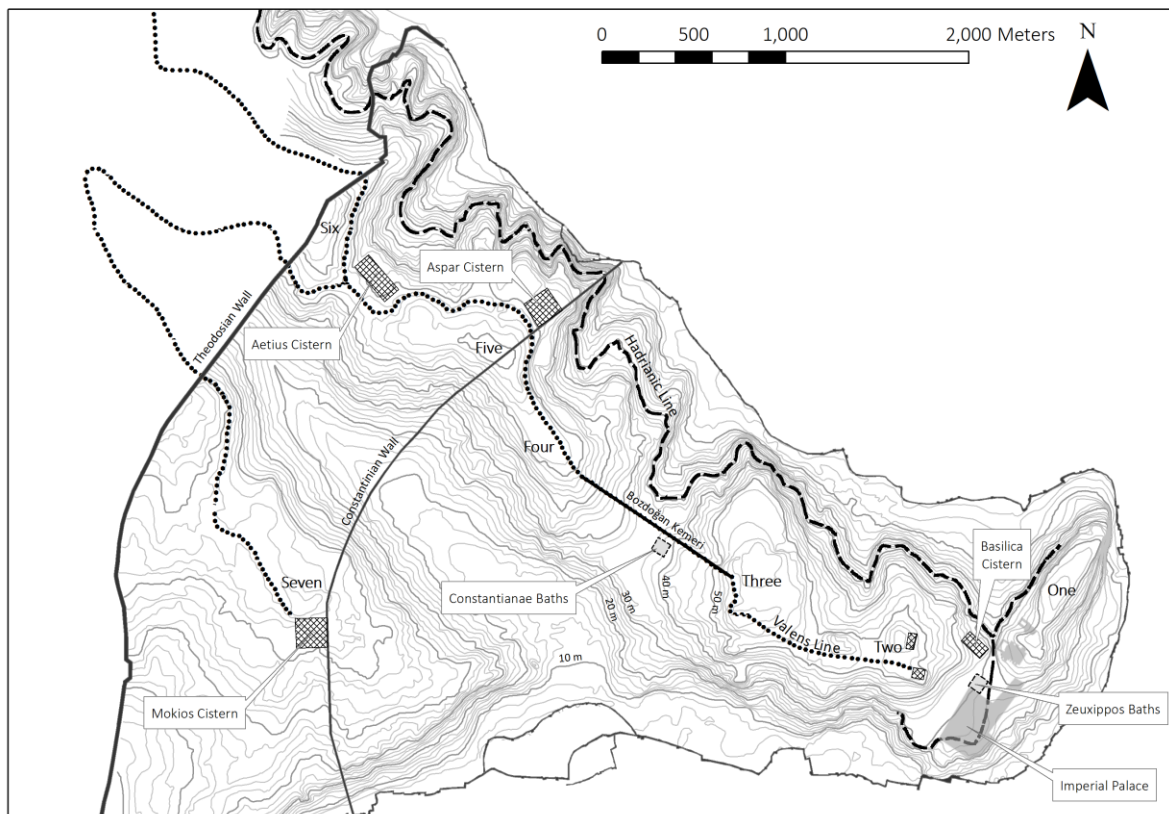 0 500 1,000 2,000 Meters
N
Six
Aspar Cistern
Theodosian Wall
Aetius Cistern
Five
Hadrianic Line
Four
Constantinian Wall
Bozdoğan Kemeri
Basilica
Cistern
Seven
Constantianae Baths
40 m
50 m
30 m
20 m
Three
One
Valens Line
Two
10 m
Mokios Cistern
Zeuxippos Baths
Imperial Palace